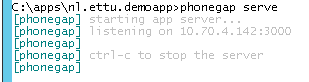 C:\apps\nl.ettu.demoapp>phonegap serve
[phonegap] starting app server...
[phonegap] listening on 10.70.4.142:3000
[phonegap]
[phonegap] ctrl-c to stop the server
[phonegap]